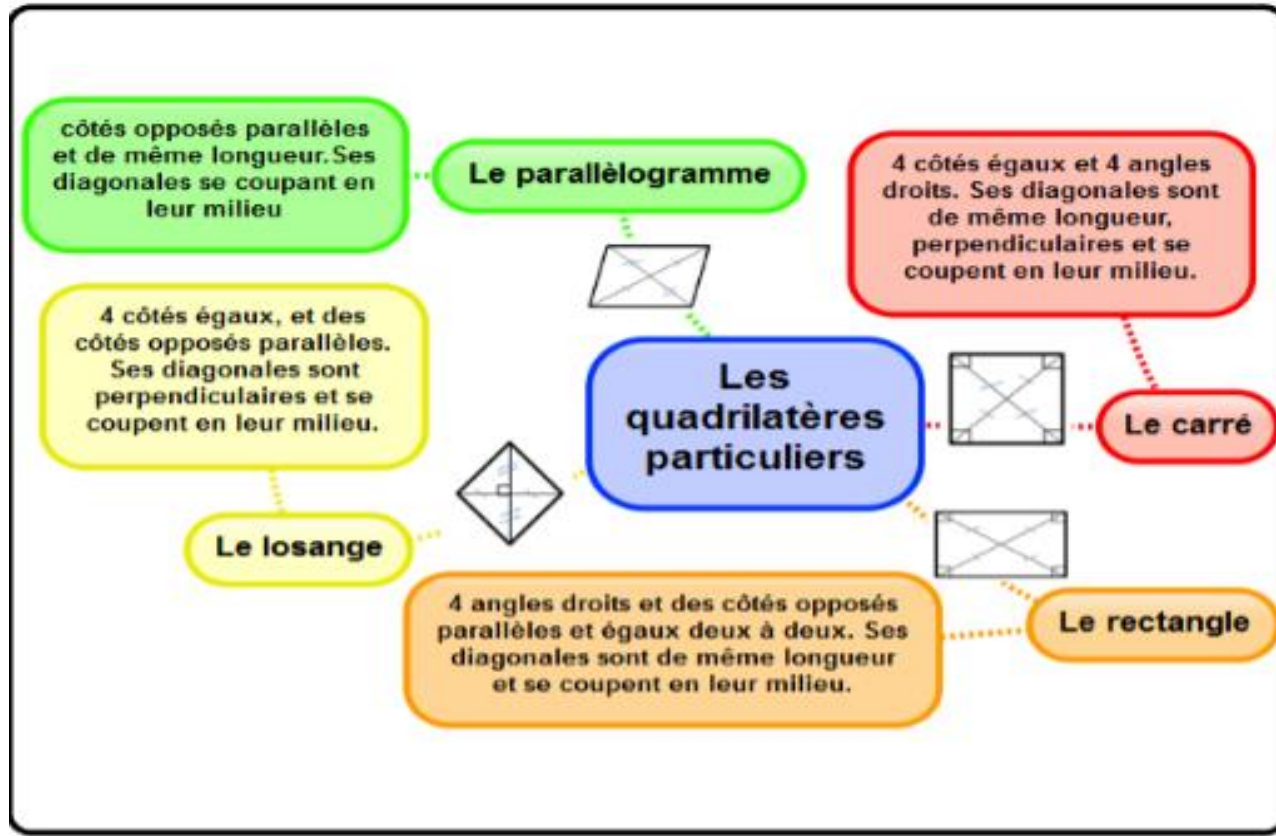 côtés opposés parallèles
et de même longueur.Ses
diagonales se coupant en
leur milieu
Le parallèlogramme
4 côtés égaux et 4 angles
droits. Ses diagonales sont
de même longueur,
perpendiculaires et se
coupent en leur milieu.
4 côtés égaux, et des
côtés opposés parallèles.
Ses diagonales sont
perpendiculaires et se
coupent en leur milieu.
Les
quadrilatères
particuliers
Le carré
Le losange
4 angles droits et des côtés opposés
parallèles et égaux deux à deux. Ses
diagonales sont de même longueur
et se coupent en leur milieu.
Le rectangle